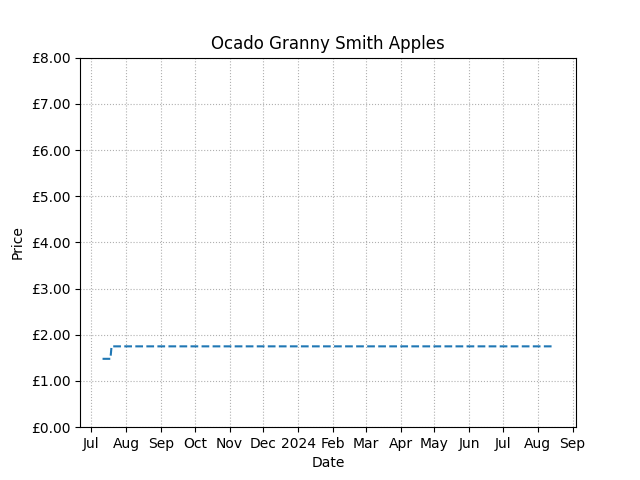 Ocado Granny Smith Apples
£8.00
£7.00
£6.00
£5.00
£4.00
£3.00
£2.00
£1.00
£0.00
Price
Jul Aug Sep Oct Nov Dec 2024 Feb Mar Apr May Jun Jul Aug Sep
Date